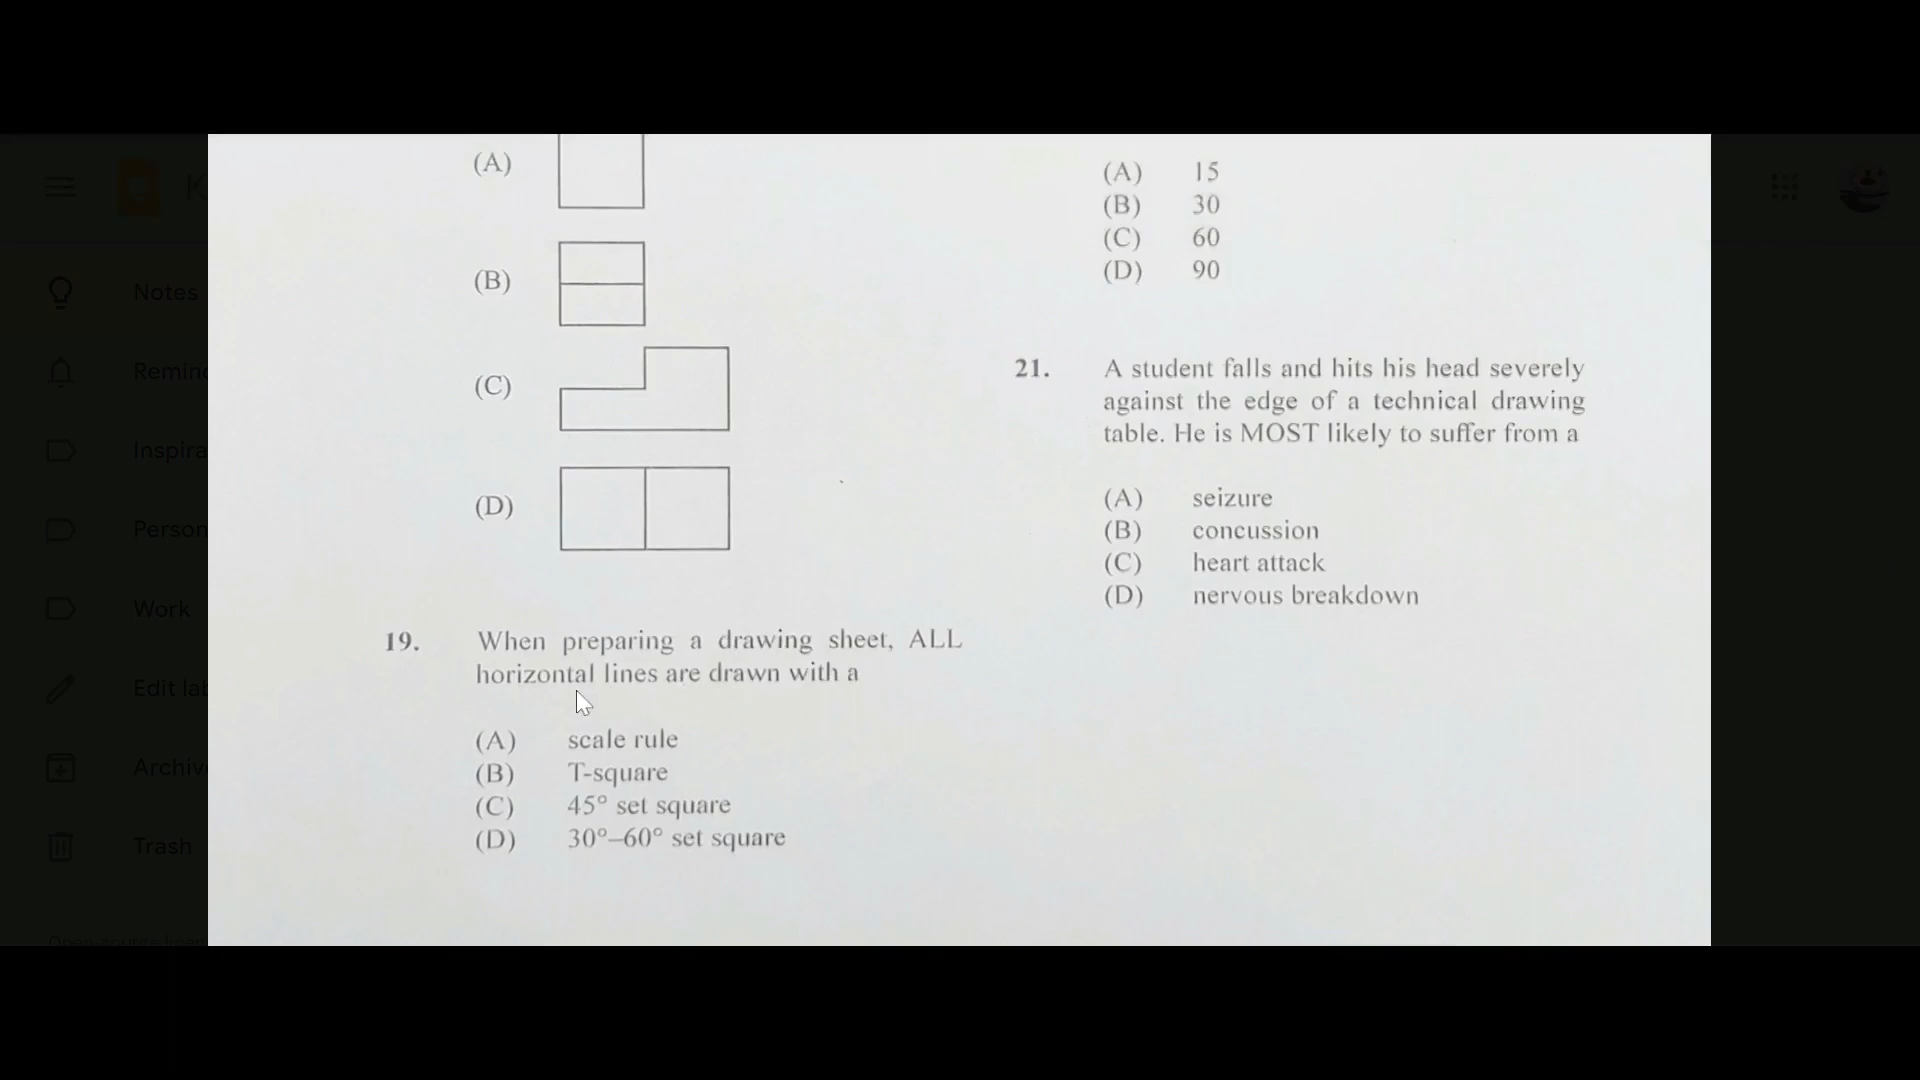 (A)
(B)
(C)
(D)
19. When preparing a drawing sheet, ALL
horizontal lines are drawn with a
(A) scale rule
(B) T-square
(C) 45° set square
(D) 30°–60° set square
(A) 15
(B) 30
(C) 60
(D) 90
21. A student falls and hits his head severely
against the edge of a technical drawing
table. He is MOST likely to suffer from a
(A) seizure
(B) concussion
(C) heart attack
(D) nervous breakdown
Notes
Remin
Inspira
Person
Work
Edit lab
Archiv
Trash